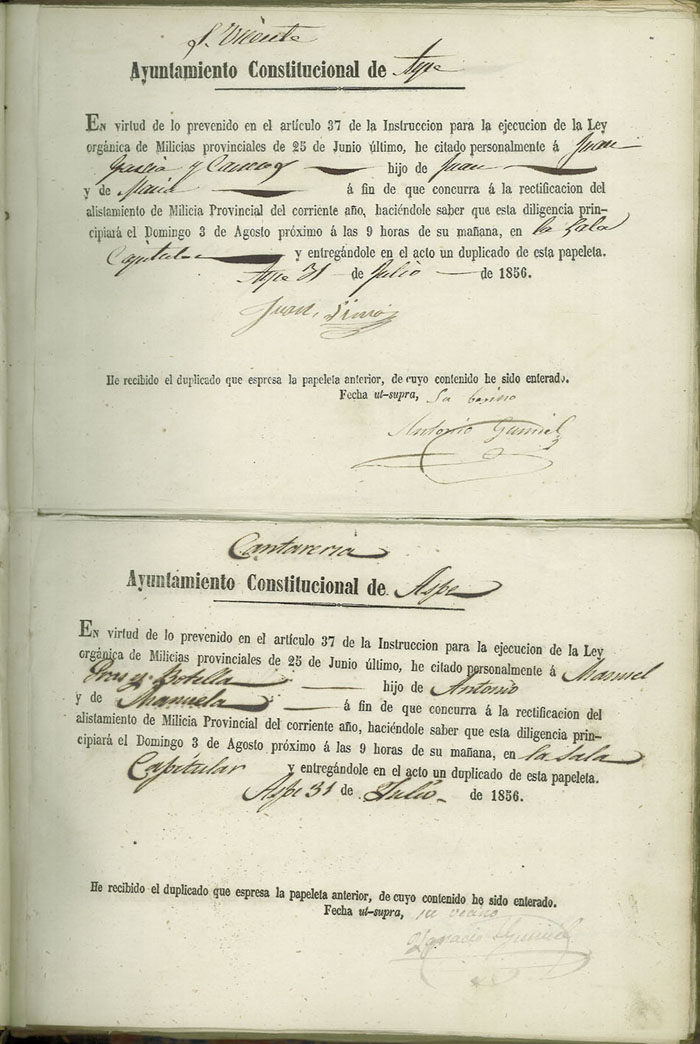 S. Vicente
Ayuntamiento Constitucional de Aspe
En virtud de lo prevenido en el artículo 37 de la Instruccion para la ejecucion de la Ley
orgánica de Milicias provinciales de 25 de Junio último, he citado personalmente á Juan
García y hijo de Juan
y de Maria á fin de que concurra á la rectificacion del
alistamiento de Milicia Provincial del corriente año, haciéndole saber que esta diligencia prin-
cipiará el Domingo 3 de Agosto próximo á las 9 horas de su mañana, en la Sala
Capitular y entregándole en el acto un duplicado de esta papeleta.
Aspe 31 de Julio de 1856.
Juan
He recibido el duplicado que espresa la papeleta anterior, de cuyo contenido he sido enterado.
Fecha ut-supra,
Antonio Gumiel
Cantareria
Ayuntamiento Constitucional de Aspe
En virtud de lo prevenido en el artículo 37 de la Instruccion para la ejecucion de la Ley
orgánica de Milicias provinciales de 25 de Junio último, he citado personalmente á Manuel
y Botella hijo de Antonio
y de Manuela á fin de que concurra á la rectificacion del
alistamiento de Milicia Provincial del corriente año, haciéndole saber que esta diligencia prin-
cipiará el Domingo 3 de Agosto próximo á las 9 horas de su mañana, en la Sala
Capitular y entregándole en el acto un duplicado de esta papeleta.
Aspe 31 de Julio de 1856.
He recibido el duplicado que espresa la papeleta anterior, de cuyo contenido he sido enterado.
Fecha ut-supra,
Ignacio Gumiel